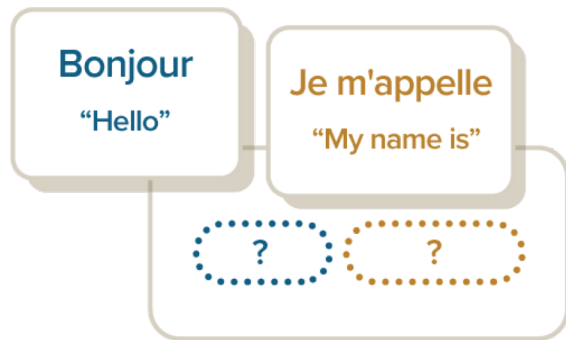 Bonjour
“Hello”
Je m'appelle
“My name is”
? ?